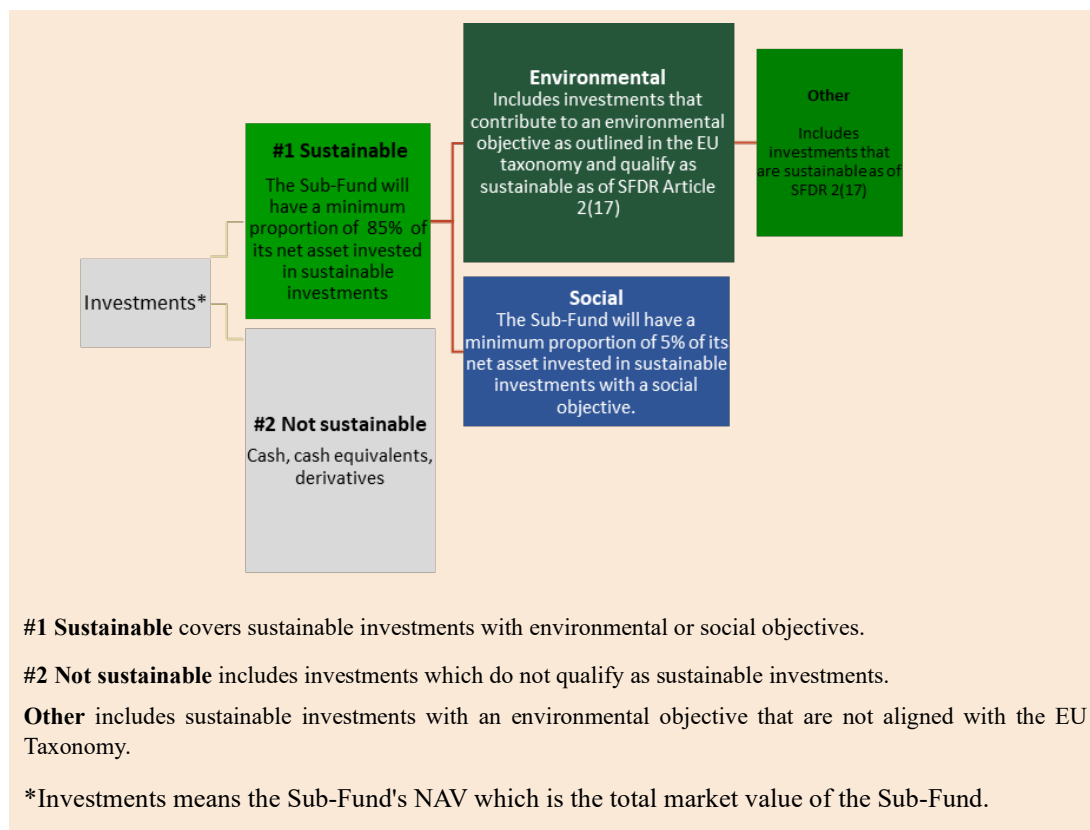 Investments*
#1 Sustainable
The Sub-Fund will
have a minimum
proportion of 85% of
its net asset invested
in sustainable
investments
#2 Not sustainable
Cash, cash equivalents,
derivatives
Environmental
Includes investments that
contribute to an environmental
objective as outlined in the EU
taxonomy and qualify as
sustainable as of SFDR Article
2(17)
Social
The Sub-Fund will have a
minimum proportion of 5% of its
net asset invested in sustainable
investments with a social
objective.
Other
Includes
investments that
are sustainable as of
SFDR 2(17)
#1 Sustainable covers sustainable investments with environmental or social objectives.
#2 Not sustainable includes investments which do not qualify as sustainable investments.
Other includes sustainable investments with an environmental objective that are not aligned with the EU
Taxonomy.
*Investments means the Sub-Fund's NAV which is the total market value of the Sub-Fund.